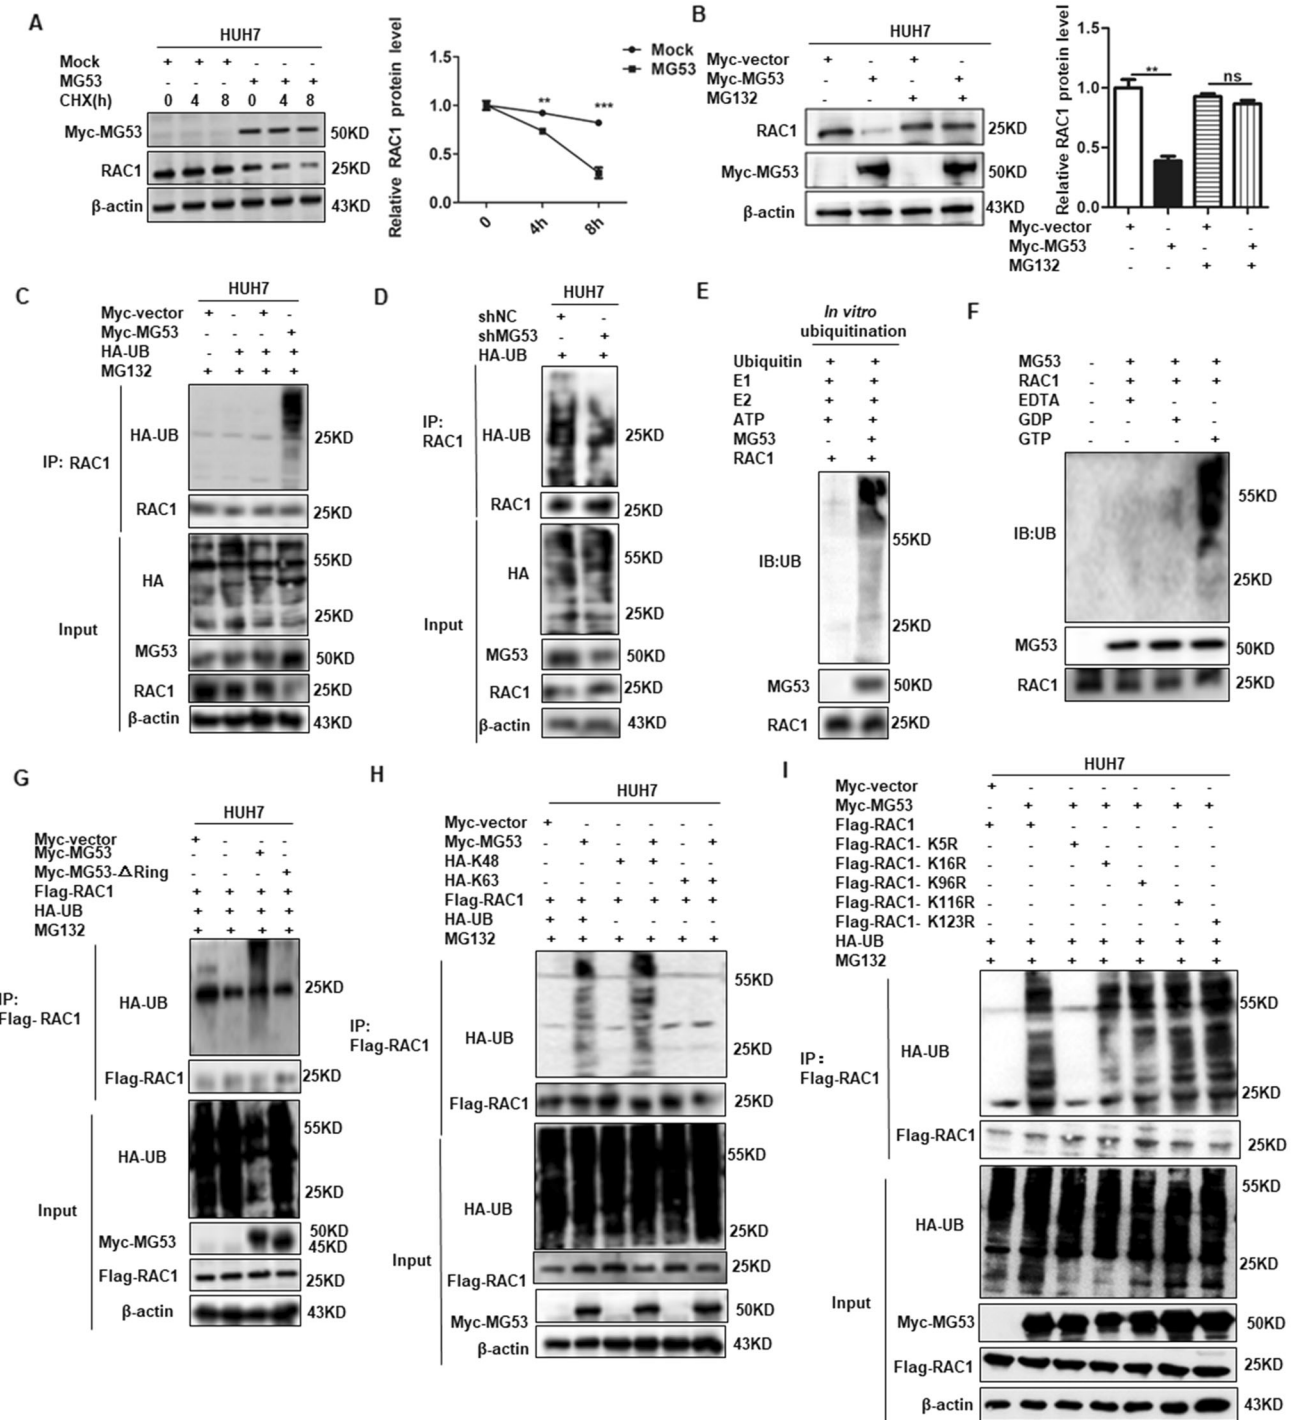 A
HUH7
Mock + + + - - -
MG53 - - - + + +
CHX(h) 0 4 8 0 4 8
Myc-MG53 50KD
RAC1 25KD
β-actin 43KD
Relative RAC1 protein level
1.5
1.0
0.5
0.0
0 4h 8h
** ***
Mock
MG53
B
HUH7
Myc-vector + - + -
Myc-MG53 - + - +
MG132 - - + +
RAC1 25KD
Myc-MG53 50KD
β-actin 43KD
Relative RAC1 protein level
1.5
1.0
0.5
0.0
** ns
Myc-vector + - + -
Myc-MG53 - + - +
MG132 - - + +
C
HUH7
Myc-vector + - + -
Myc-MG53 - - - +
HA-UB - + + +
MG132 + + + +
IP: RAC1
HA-UB 25KD
RAC1 25KD
Input
HA 55KD
25KD
MG53 50KD
RAC1 25KD
β-actin 43KD
D
HUH7
shNC + -
shMG53 - +
HA-UB + +
IP:
RAC1
HA-UB 25KD
RAC1 25KD
Input
HA 55KD
25KD
MG53 50KD
RAC1 25KD
β-actin 43KD
E
In vitro
ubiquitination
Ubiquitin + +
E1 + +
E2 + +
ATP + +
MG53 - +
RAC1 + +
IB:UB 55KD
25KD
MG53 50KD
RAC1 25KD
F
MG53 - + + +
RAC1 - + + +
EDTA - + - -
GDP - - + -
GTP - - - +
IB:UB 55KD
25KD
MG53 50KD
RAC1 25KD
G
HUH7
Myc-vector + - - -
Myc-MG53 - - + -
Myc-MG53-△Ring - - - +
Flag-RAC1 + + + +
HA-UB + + + +
MG132 + + + +
IP:
Flag-RAC1
HA-UB 25KD
Flag-RAC1 25KD
Input
HA-UB 55KD
25KD
Myc-MG53 50KD
45KD
Flag-RAC1 25KD
β-actin 43KD
H
HUH7
Myc-vector + - - - - -
Myc-MG53 - + - + - +
HA-K48 - - + + - -
HA-K63 - - - - + +
Flag-RAC1 + + + + + +
HA-UB + + - - - -
MG132 + + + + + +
IP:
Flag-RAC1
HA-UB 55KD
25KD
Flag-RAC1 25KD
Input
HA-UB 55KD
25KD
Flag-RAC1 25KD
Myc-MG53 50KD
β-actin 43KD
I
HUH7
Myc-vector + - - - - - -
Myc-MG53 - + + + + + +
Flag-RAC1 + + - - - - -
Flag-RAC1- K5R - - + - - - -
Flag-RAC1- K16R - - - + - - -
Flag-RAC1- K96R - - - - + - -
Flag-RAC1- K116R - - - - - + -
Flag-RAC1- K123R - - - - - - +
HA-UB + + + + + + +
MG132 + + + + + + +
IP:
Flag-RAC1
HA-UB 55KD
25KD
Flag-RAC1 25KD
Input
HA-UB 55KD
25KD
Myc-MG53 50KD
Flag-RAC1 25KD
β-actin 43KD